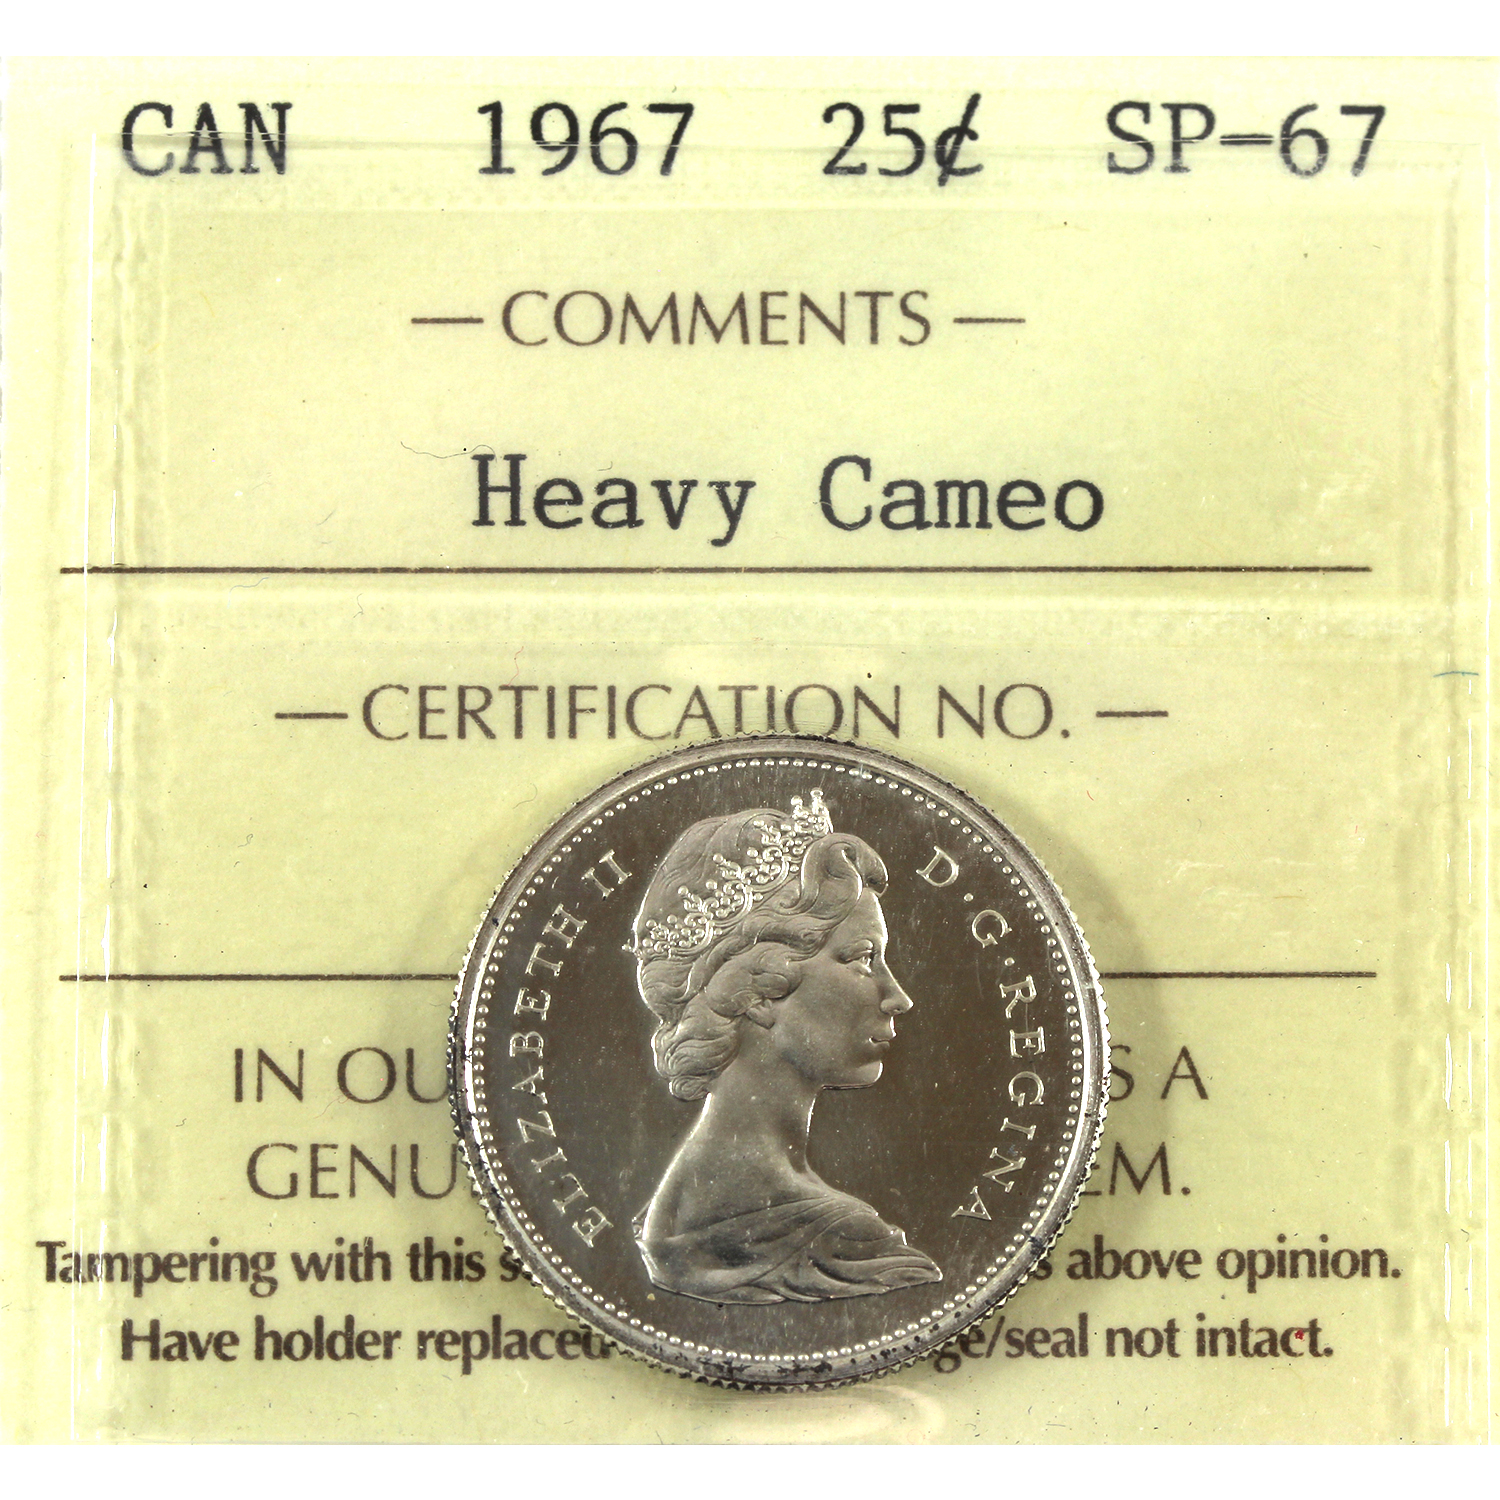 CAN 1967 25¢ SP-67
— COMMENTS —
Heavy Cameo
— CERTIFICATION NO. —
ELIZABETH II D·G·REGINA
IN OU S A
GENU EM.
Tampering with this s s above opinion.
Have holder replaced ge/seal not intact.